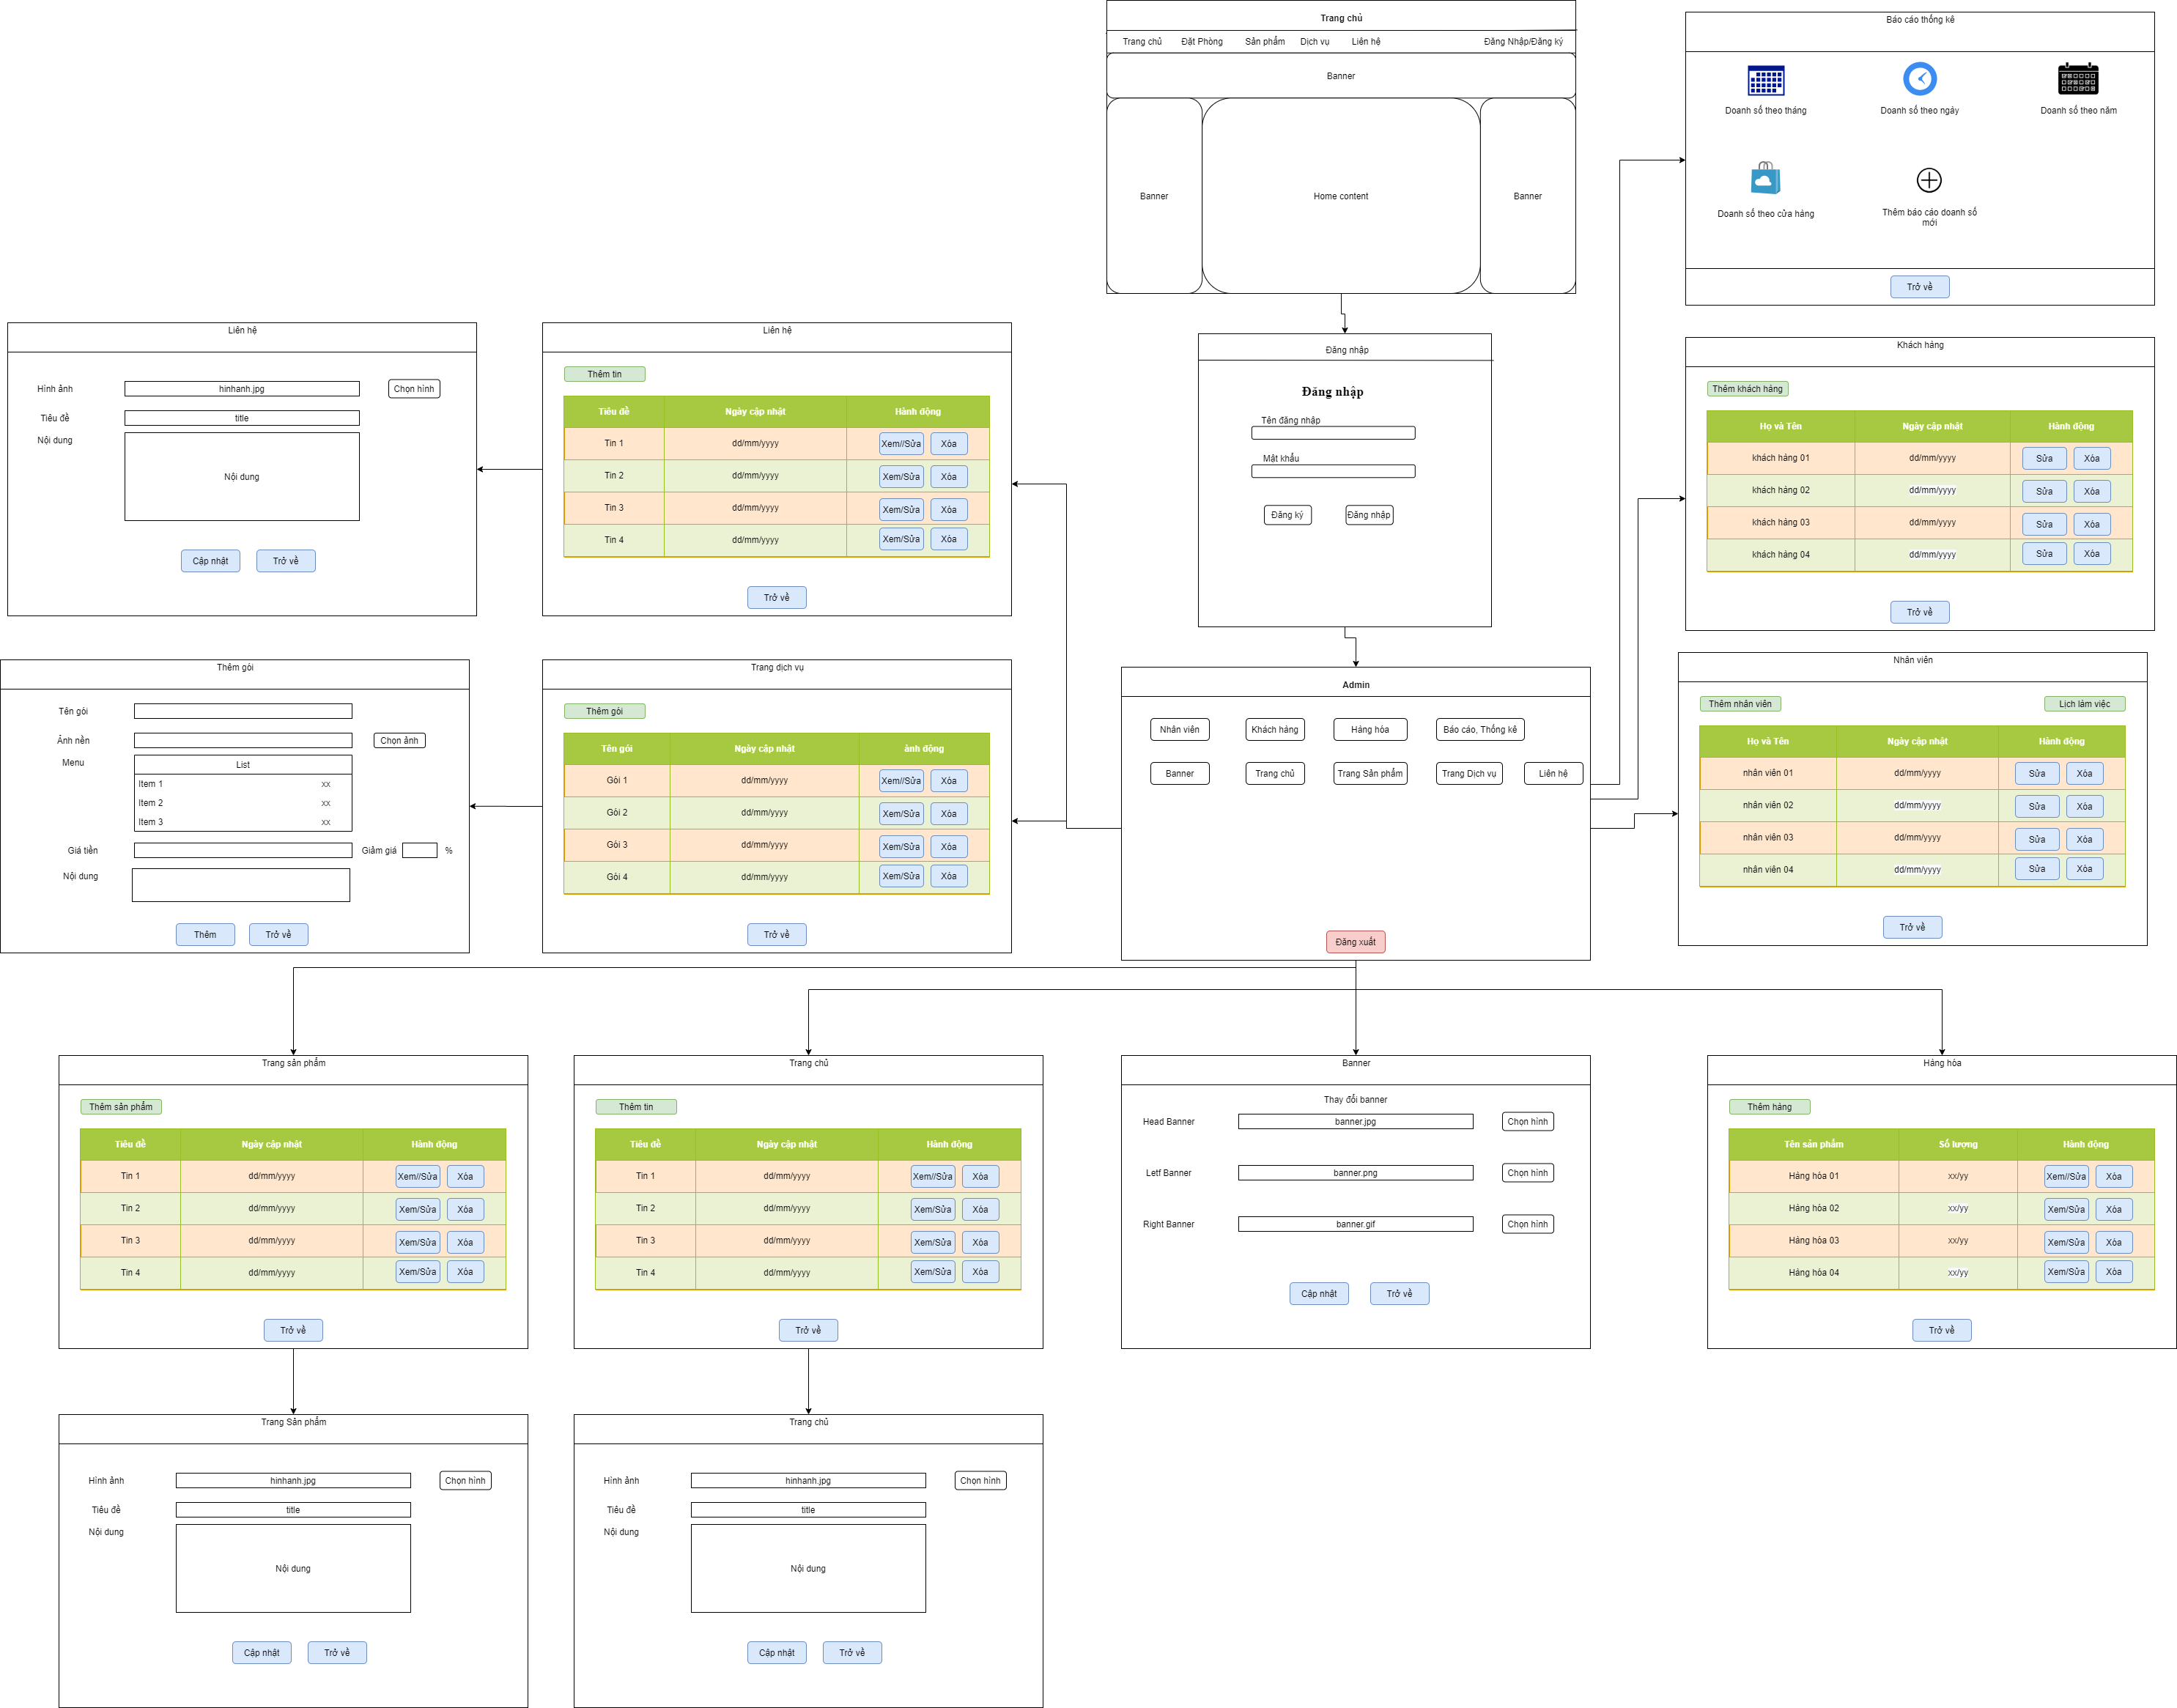 Trang chủ
Trang chủ Đặt Phòng Sản phẩm Dịch vụ Liên hệ Đăng Nhập/Đăng ký
Banner
Banner Home content Banner
Báo cáo thống kê
Doanh số theo tháng Doanh số theo ngày Doanh số theo năm
Doanh số theo cửa hàng Thêm báo cáo doanh số
mới
Trở về
Liên hệ
Hình ảnh hinhanh.jpg Chọn hình
Tiêu đề title
Nội dung
Nội dung
Cập nhật Trở về
Liên hệ
Thêm tin
Tiêu đề Ngày cập nhật Hành động
Tin 1 dd/mm/yyyy Xem//Sửa Xóa
Tin 2 dd/mm/yyyy Xem/Sửa Xóa
Tin 3 dd/mm/yyyy Xem/Sửa Xóa
Tin 4 dd/mm/yyyy Xem/Sửa Xóa
Trở về
Đăng nhập
Đăng nhập
Tên đăng nhập
Mật khẩu
Đăng ký Đăng nhập
Khách hàng
Thêm khách hàng
Họ và Tên Ngày cập nhật Hành động
khách hàng 01 dd/mm/yyyy Sửa Xóa
khách hàng 02 dd/mm/yyyy Sửa Xóa
khách hàng 03 dd/mm/yyyy Sửa Xóa
khách hàng 04 dd/mm/yyyy Sửa Xóa
Trở về
Thêm gói
Tên gói
Ảnh nền Chọn ảnh
Menu List
Item 1 xx
Item 2 xx
Item 3 xx
Giá tiền Giảm giá %
Nội dung
Thêm Trở về
Trang dịch vụ
Thêm gói
Tên gói Ngày cập nhật ành động
Gói 1 dd/mm/yyyy Xem//Sửa Xóa
Gói 2 dd/mm/yyyy Xem/Sửa Xóa
Gói 3 dd/mm/yyyy Xem/Sửa Xóa
Gói 4 dd/mm/yyyy Xem/Sửa Xóa
Trở về
Admin
Nhân viên Khách hàng Hàng hóa Báo cáo, Thống kê
Banner Trang chủ Trang Sản phẩm Trang Dịch vụ Liên hệ
Đăng xuất
Nhân viên
Thêm nhân viên Lịch làm việc
Họ và Tên Ngày cập nhật Hành động
nhân viên 01 dd/mm/yyyy Sửa Xóa
nhân viên 02 dd/mm/yyyy Sửa Xóa
nhân viên 03 dd/mm/yyyy Sửa Xóa
nhân viên 04 dd/mm/yyyy Sửa Xóa
Trở về
Trang sản phẩm
Thêm sản phẩm
Tiêu đề Ngày cập nhật Hành động
Tin 1 dd/mm/yyyy Xem//Sửa Xóa
Tin 2 dd/mm/yyyy Xem/Sửa Xóa
Tin 3 dd/mm/yyyy Xem/Sửa Xóa
Tin 4 dd/mm/yyyy Xem/Sửa Xóa
Trở về
Trang chủ
Thêm tin
Tiêu đề Ngày cập nhật Hành động
Tin 1 dd/mm/yyyy Xem//Sửa Xóa
Tin 2 dd/mm/yyyy Xem/Sửa Xóa
Tin 3 dd/mm/yyyy Xem/Sửa Xóa
Tin 4 dd/mm/yyyy Xem/Sửa Xóa
Trở về
Banner
Thay đổi banner
Head Banner banner.jpg Chọn hình
Letf Banner banner.png Chọn hình
Right Banner banner.gif Chọn hình
Cập nhật Trở về
Hàng hóa
Thêm hàng
Tên sản phẩm Số lượng Hành động
Hàng hóa 01 xx/yy Xem//Sửa Xóa
Hàng hóa 02 xx/yy Xem/Sửa Xóa
Hàng hóa 03 xx/yy Xem/Sửa Xóa
Hàng hóa 04 xx/yy Xem/Sửa Xóa
Trở về
Trang Sản phẩm
Hình ảnh hinhanh.jpg Chọn hình
Tiêu đề title
Nội dung
Nội dung
Cập nhật Trở về
Trang chủ
Hình ảnh hinhanh.jpg Chọn hình
Tiêu đề title
Nội dung
Nội dung
Cập nhật Trở về